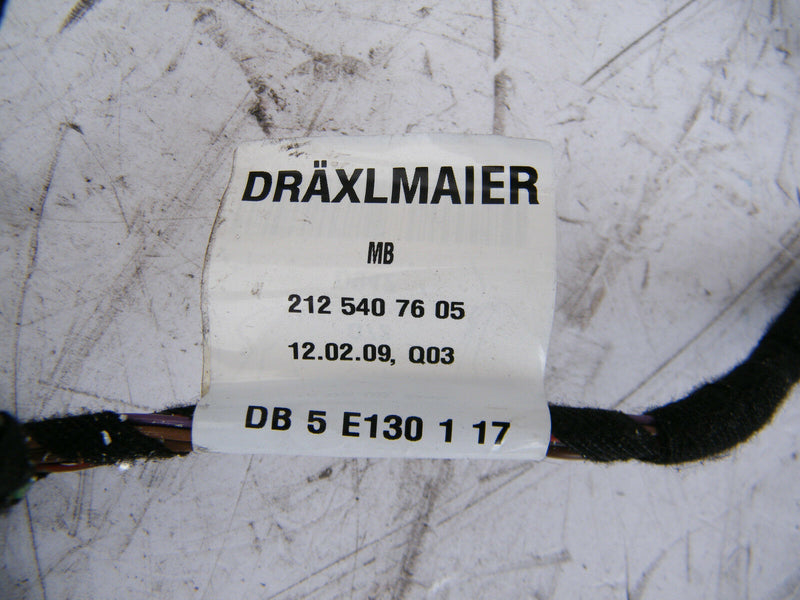 DRÄXLMAIER
MB
212 540 76 05
12.02.09, Q03
DB 5 E130 1 17